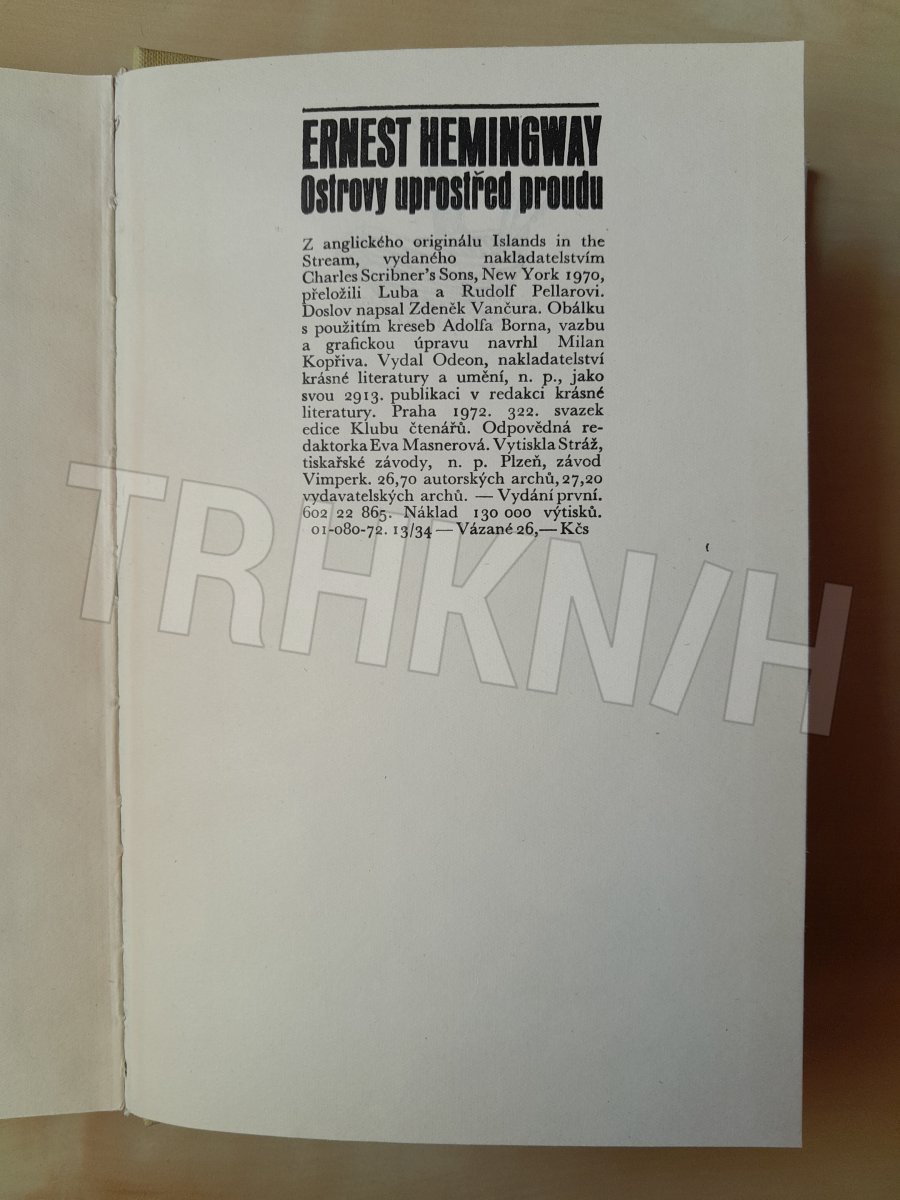 ERNEST HEMINGWAY
Ostrovy uprostřed proudu
Z anglického originálu Islands in the
Stream, vydaného nakladatelstvím
Charles Scribner's Sons, New York 1970,
přeložili Luba a Rudolf Pellarovi.
Doslov napsal Zdeněk Vančura. Obálku
s použitím kreseb Adolfa Borna, vazbu
a grafickou úpravu navrhl Milan
Kopřiva. Vydal Odeon, nakladatelství
krásné literatury a umění, n. p., jako
svou 2913. publikaci v redakci krásné
literatury. Praha 1972. 322. svazek
edice Klubu čtenářů. Odpovědná re-
daktorka Eva Masnerová. Vytiskla Stráž,
tiskařské závody, n. p. Plzeň, závod
Vimperk. 26,70 autorských archů, 27,20
vydavatelských archů. — Vydání první.
602 22 865. Náklad 130 000 výtisků.
01-080-72. 13/34 — Vázané 26,— Kčs
TRHKNIH